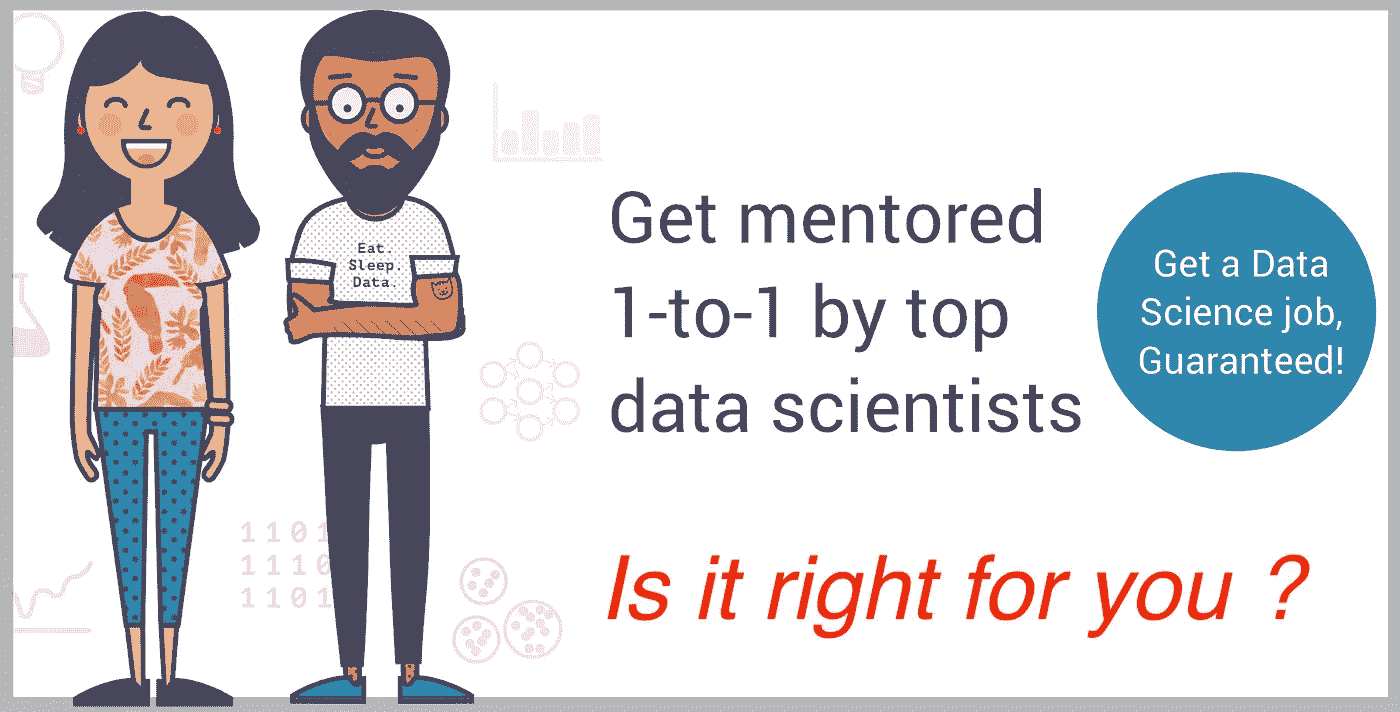 Eat.
Sleep.
Data.
Get mentored
1-to-1 by top
data scientists
Get a Data
Science job,
Guaranteed!
1101
1110
1101
Is it right for you ?